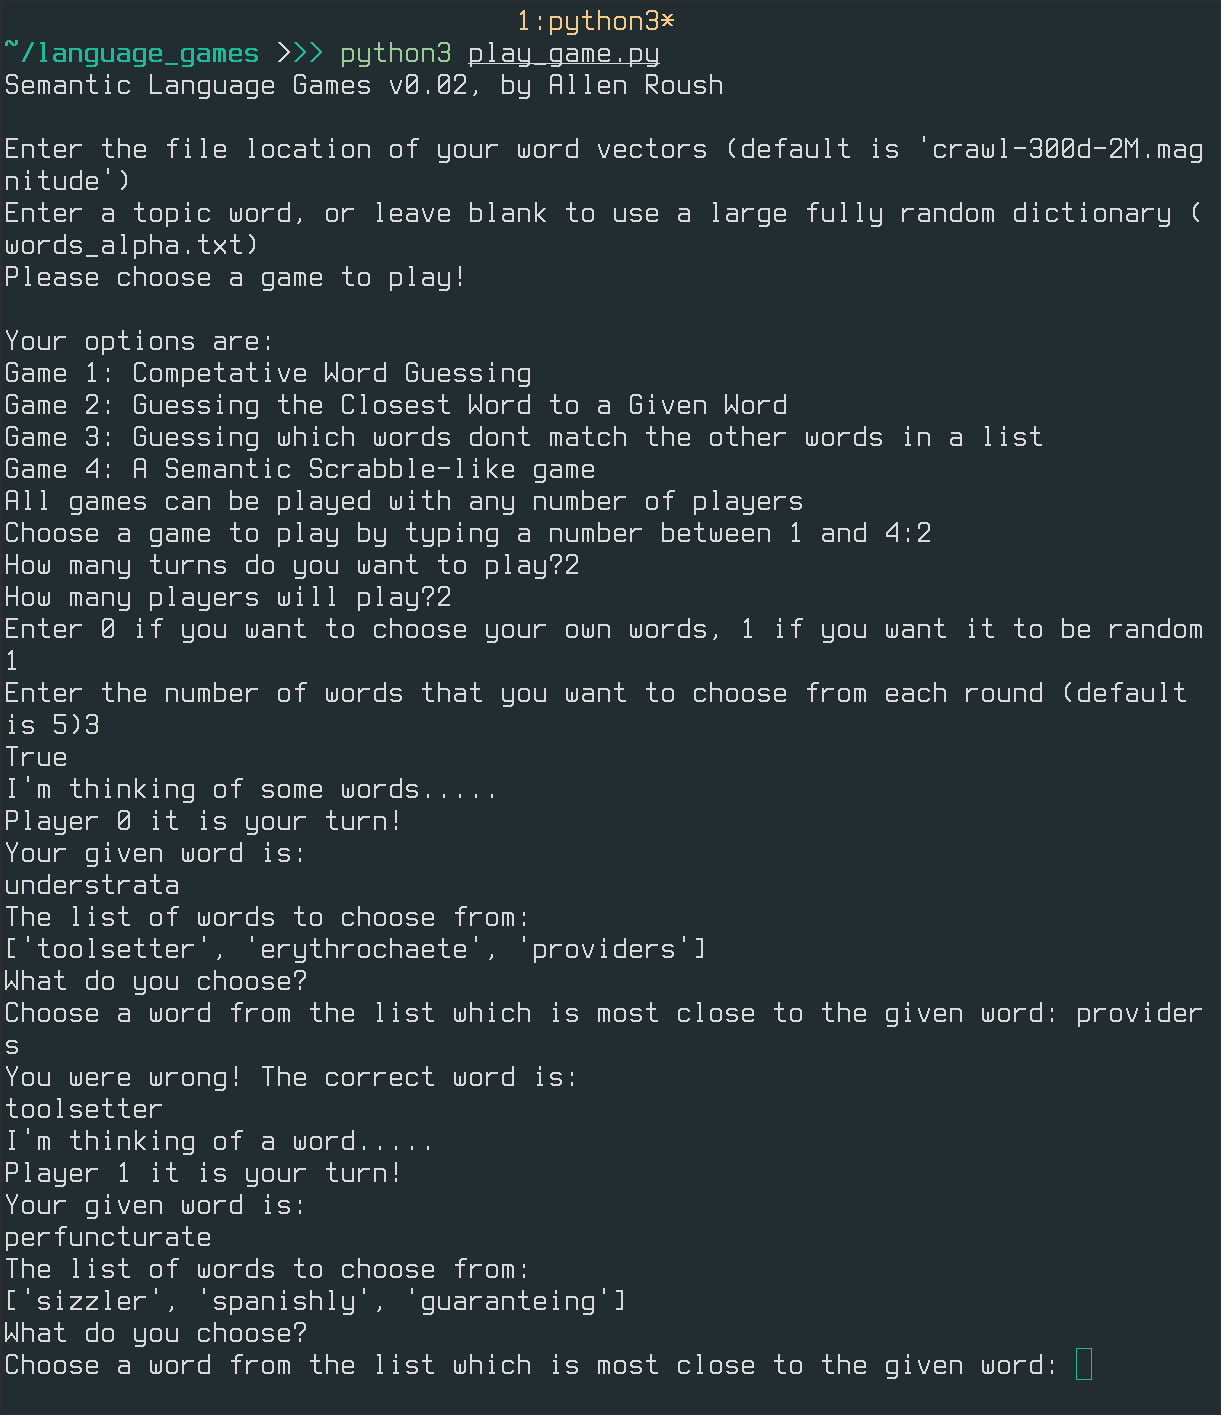 1:python3*
~/language_games >>> python3 play_game.py
Semantic Language Games v0.02, by Allen Roush
Enter the file location of your word vectors (default is 'crawl-300d-2M.mag
nitude')
Enter a topic word, or leave blank to use a large fully random dictionary (
words_alpha.txt)
Please choose a game to play!
Your options are:
Game 1: Competative Word Guessing
Game 2: Guessing the Closest Word to a Given Word
Game 3: Guessing which words dont match the other words in a list
Game 4: A Semantic Scrabble-like game
All games can be played with any number of players
Choose a game to play by typing a number between 1 and 4:2
How many turns do you want to play?2
How many players will play?2
Enter 0 if you want to choose your own words, 1 if you want it to be random
1
Enter the number of words that you want to choose from each round (default
is 5)3
True
I'm thinking of some words.....
Player 0 it is your turn!
Your given word is:
understrata
The list of words to choose from:
['toolsetter', 'erythrochaete', 'providers']
What do you choose?
Choose a word from the list which is most close to the given word: provider
s
You were wrong! The correct word is:
toolsetter
I'm thinking of a word.....
Player 1 it is your turn!
Your given word is:
perfuncturate
The list of words to choose from:
['sizzler', 'spanishly', 'guaranteing']
What do you choose?
Choose a word from the list which is most close to the given word: